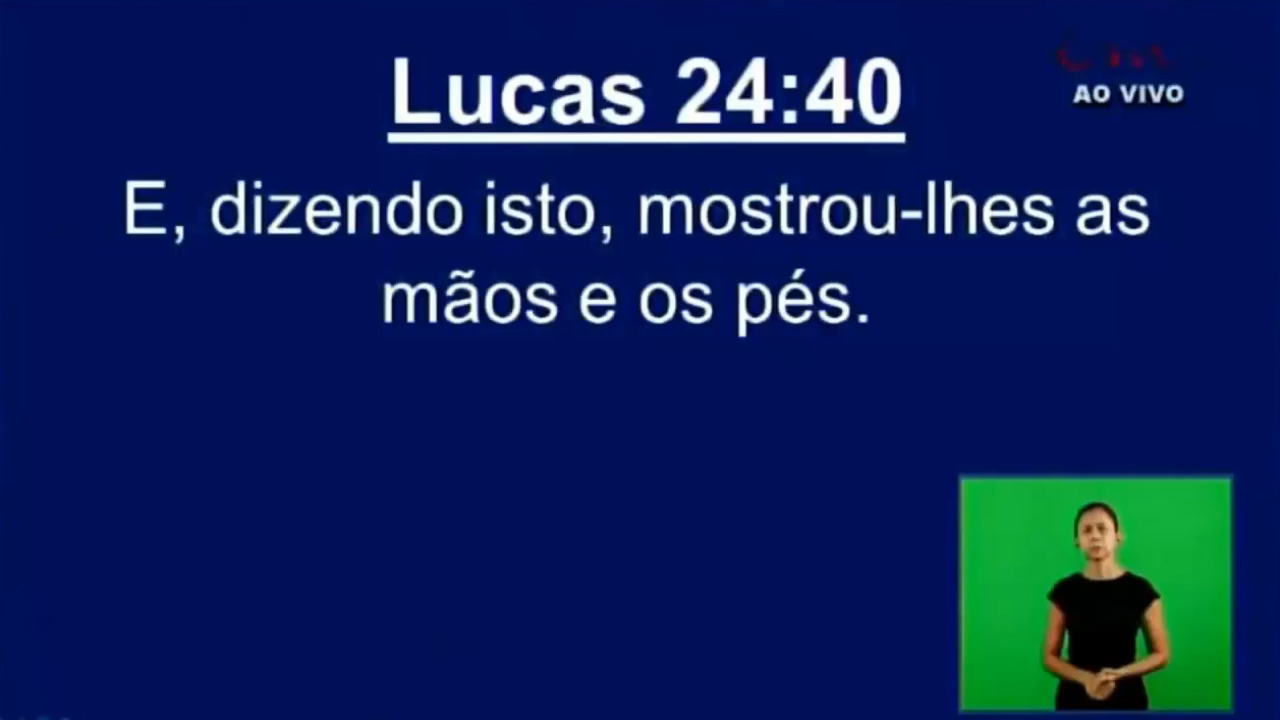 Lucas 24:40
AO VIVO
E, dizendo isto, mostrou-lhes as
mãos e os pés.